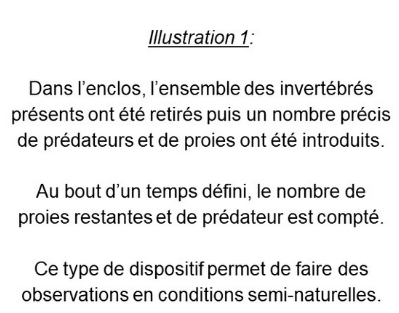 Illustration 1:
Dans l'enclos, l'ensemble des invertébrés
présents ont été retirés puis un nombre précis
de prédateurs et de proies ont été introduits.
Au bout d'un temps défini, le nombre de
proies restantes et de prédateur est compté.
Ce type de dispositif permet de faire des
observations en conditions semi-naturelles.